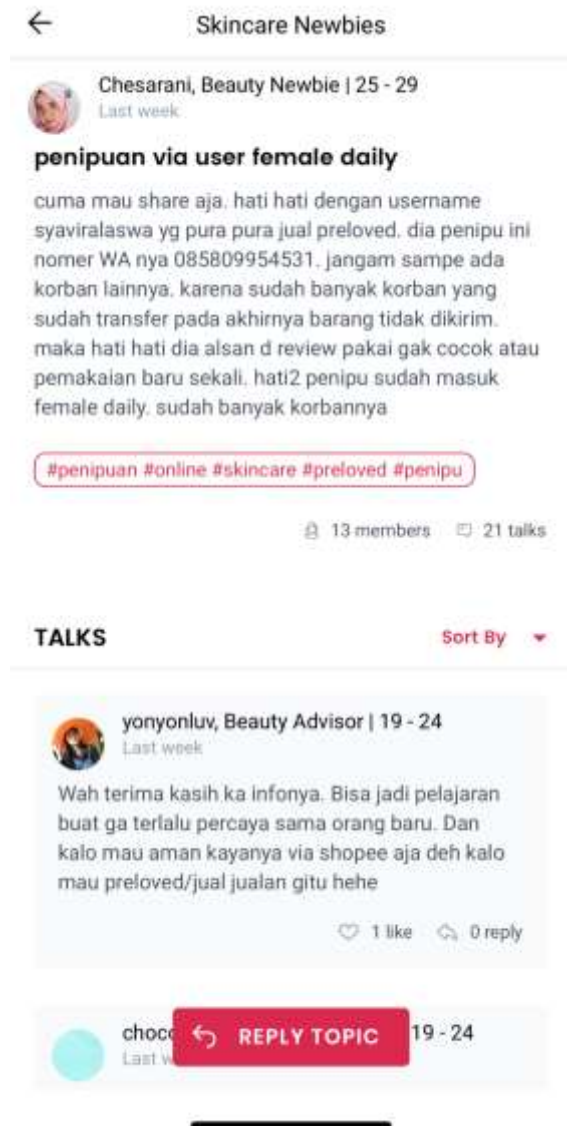 Skincare Newbies
Chesarani, Beauty Newbie | 25 - 29
Last week
penipuan via user female daily
cuma mau share aja. hati hati dengan username
syaviralaswa yg pura pura jual preloved. dia penipu ini
nomer WA nya 085809954531. jangam sampe ada
korban lainnya. karena sudah banyak korban yang
sudah transfer pada akhirnya barang tidak dikirim.
maka hati hati dia alsan d review pakai gak cocok atau
pemakaian baru sekali. hati2 penipu sudah masuk
female daily. sudah banyak korbannya
#penipuan #online #skincare #preloved #penipu
13 members 21 talks
TALKS Sort By
yonyonluv, Beauty Advisor | 19 - 24
Last week
Wah terima kasih ka infonya. Bisa jadi pelajaran
buat ga terlalu percaya sama orang baru. Dan
kalo mau aman kayanya via shopee aja deh kalo
mau preloved/jual jualan gitu hehe
1 like 0 reply
REPLY TOPIC 19 - 24
Last